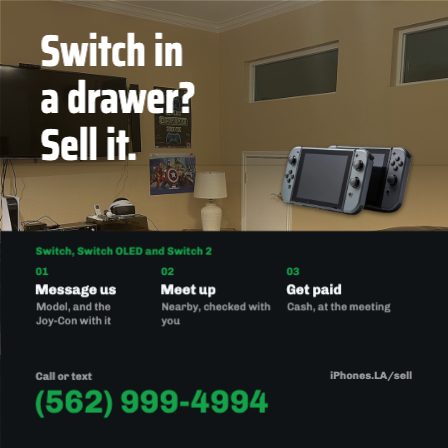 Switch in
a drawer?
Sell it.
Switch, Switch OLED and Switch 2
01
Message us
Model, and the
Joy-Con with it
02
Meet up
Nearby, checked with
you
03
Get paid
Cash, at the meeting
Call or text
(562) 999-4994
iPhones.LA/sell